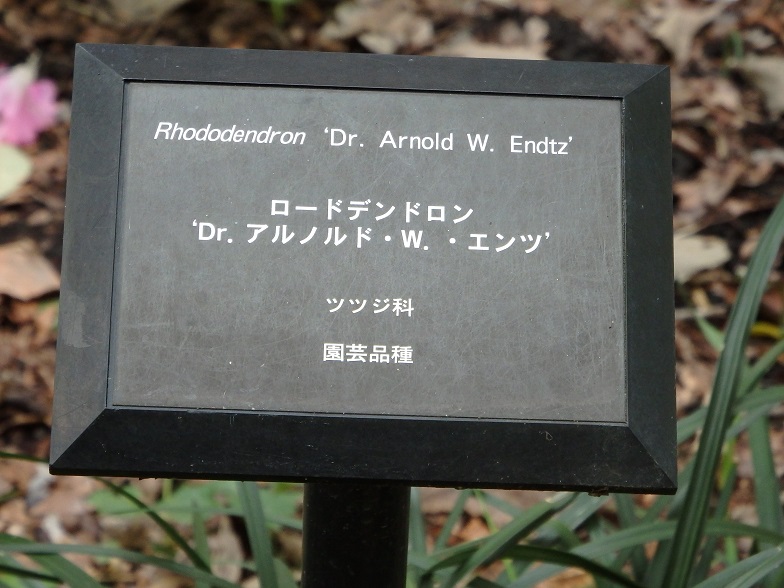 Rhododendron ‘Dr. Arnold W. Endtz’
ロードデンドロン
‘Dr. アルノルド・W. ・エンツ’
ツツジ科
園芸品種